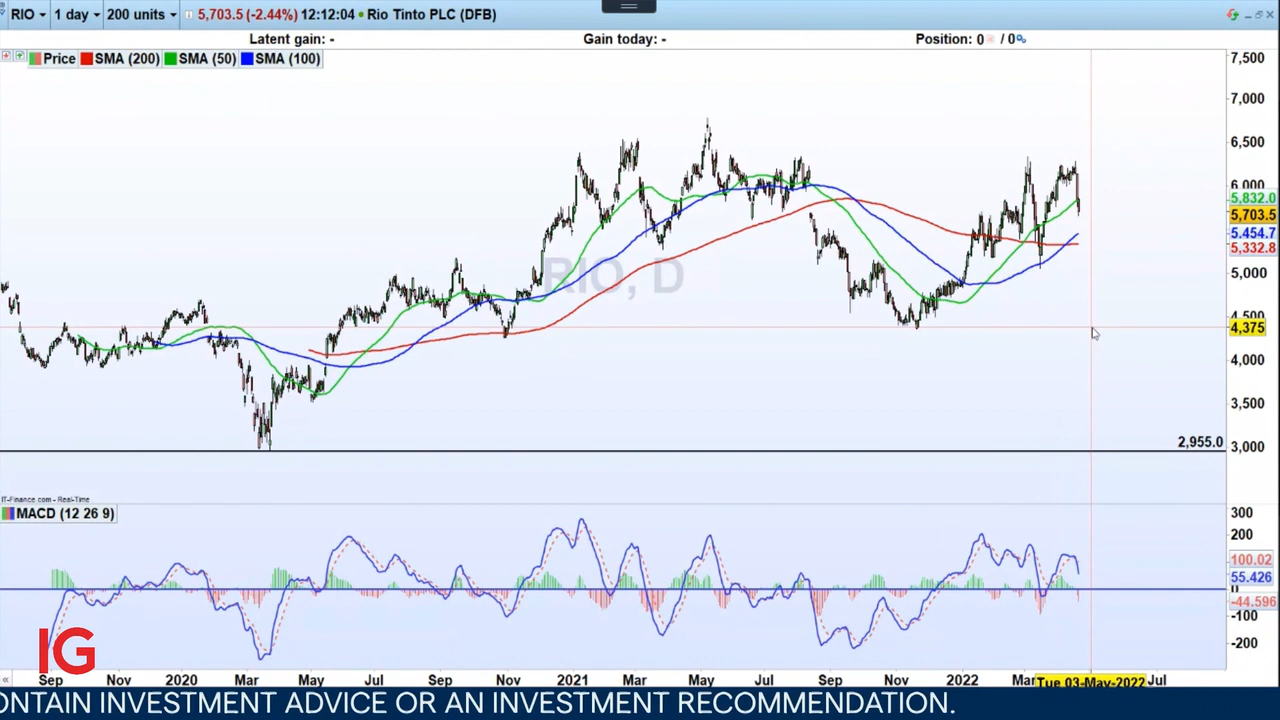 RIO 1 day 200 units 5,703.5 (-2.44%) 12:12:04 Rio Tinto PLC (DFB)
Latent gain: - Gain today: - Position: 0 / 0
Price SMA (200) SMA (50) SMA (100)
7,500
7,000
6,500
6,000
5,832.0
5,703.5
5,454.7
5,332.8
RIO, D
5,000
4,500
4,375
4,000
3,500
2,955.0
3,000
IT-Finance.com - Real-Time
MACD (12 26 9)
300
200
100.02
55.426
0
-44.596
-100
-200
IG
« Sep Nov 2020 Mar May Jul Sep Nov 2021 Mar May Jul Sep Nov 2022 Mar Tue 03-May-2022 Jul
ONTAIN INVESTMENT ADVICE OR AN INVESTMENT RECOMMENDATION.